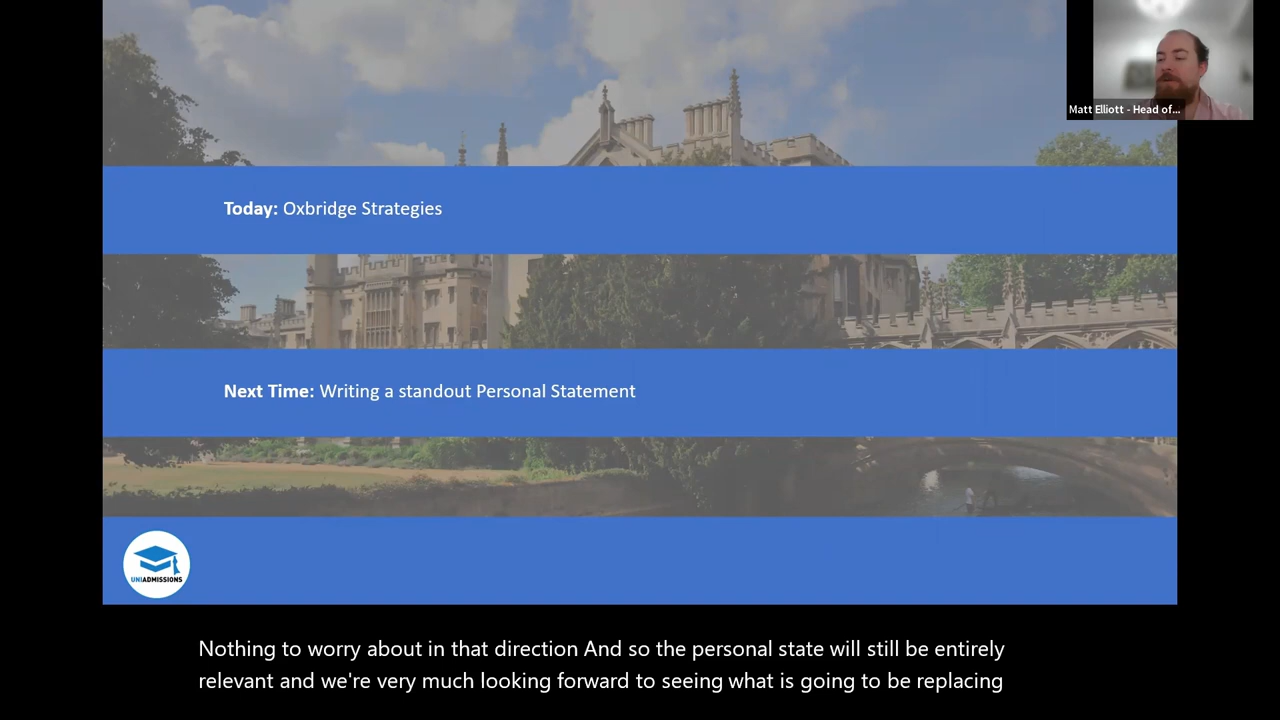 Matt Elliott - Head of...
Today: Oxbridge Strategies
Next Time: Writing a standout Personal Statement
UNIADMISSIONS
Nothing to worry about in that direction And so the personal state will still be entirely
relevant and we're very much looking forward to seeing what is going to be replacing